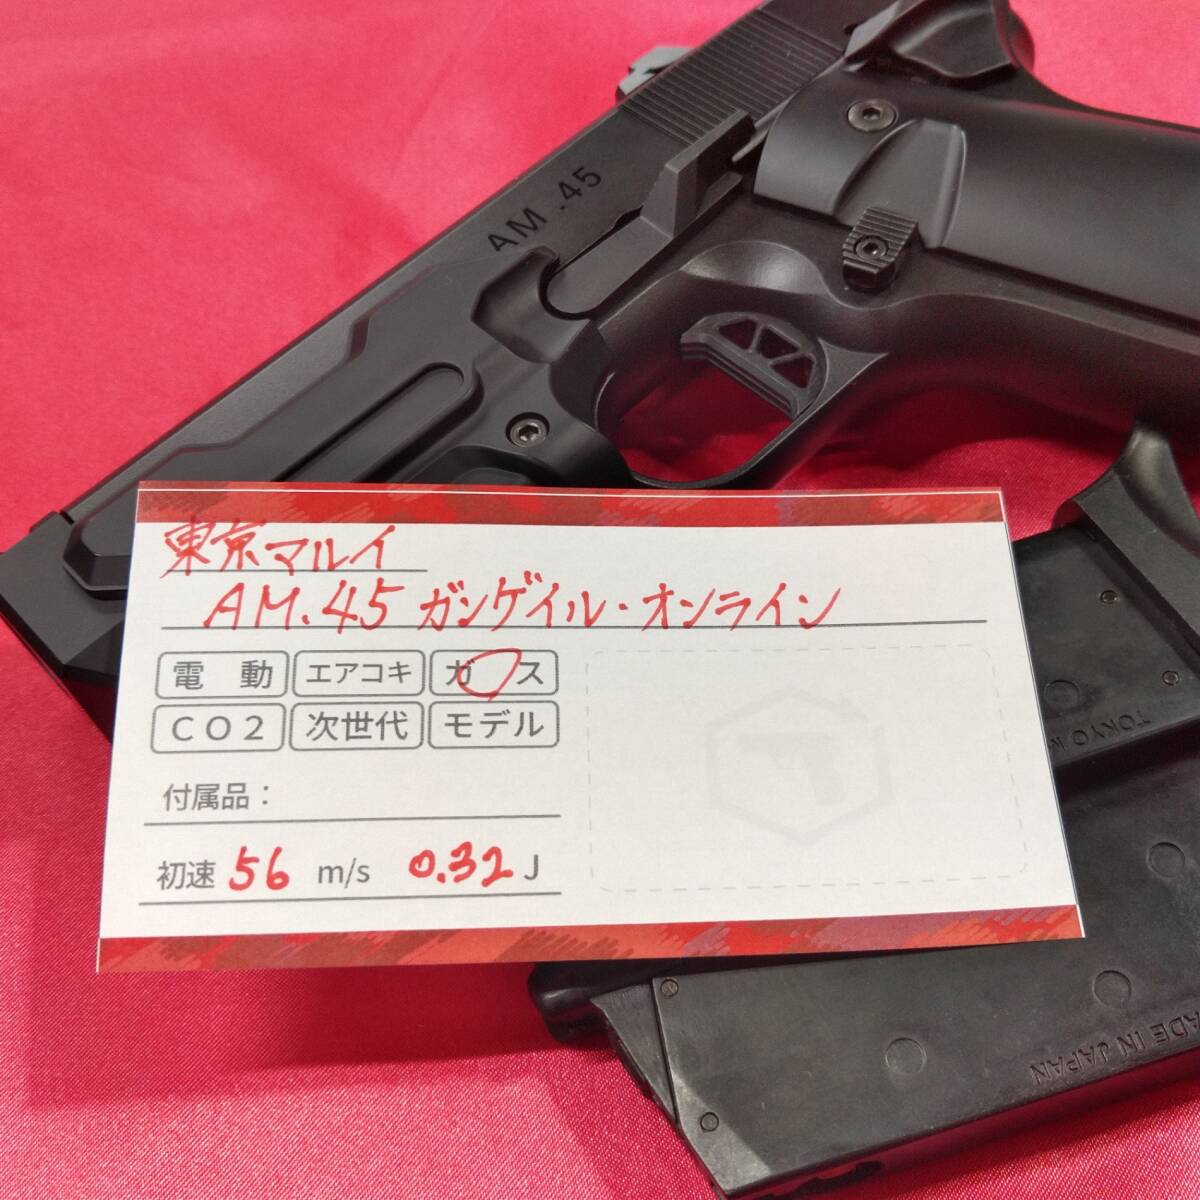 AM .45
東京マルイ
AM.45 ガンゲイル・オンライン
電動 エアコキ ガス
CO2 次世代 モデル
付属品：
初速 56 m/s 0.32 J
TOKYO
MADE IN JAPAN